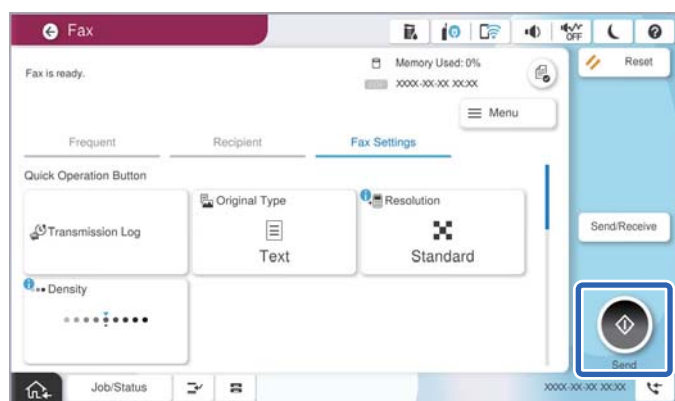 Fax
OFF
Fax is ready.
Memory Used: 0%
XXXX-XX-XX XX:XX
Reset
Menu
Frequent
Recipient
Fax Settings
Quick Operation Button
Transmission Log
Original Type
Text
Resolution
Standard
Send/Receive
Density
Send
Job/Status
XXXX-XX-XX XX:XX